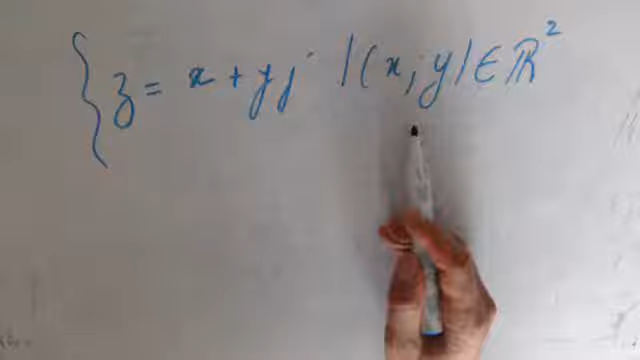 { z = x + yj | (x, y) ∈ ℝ²